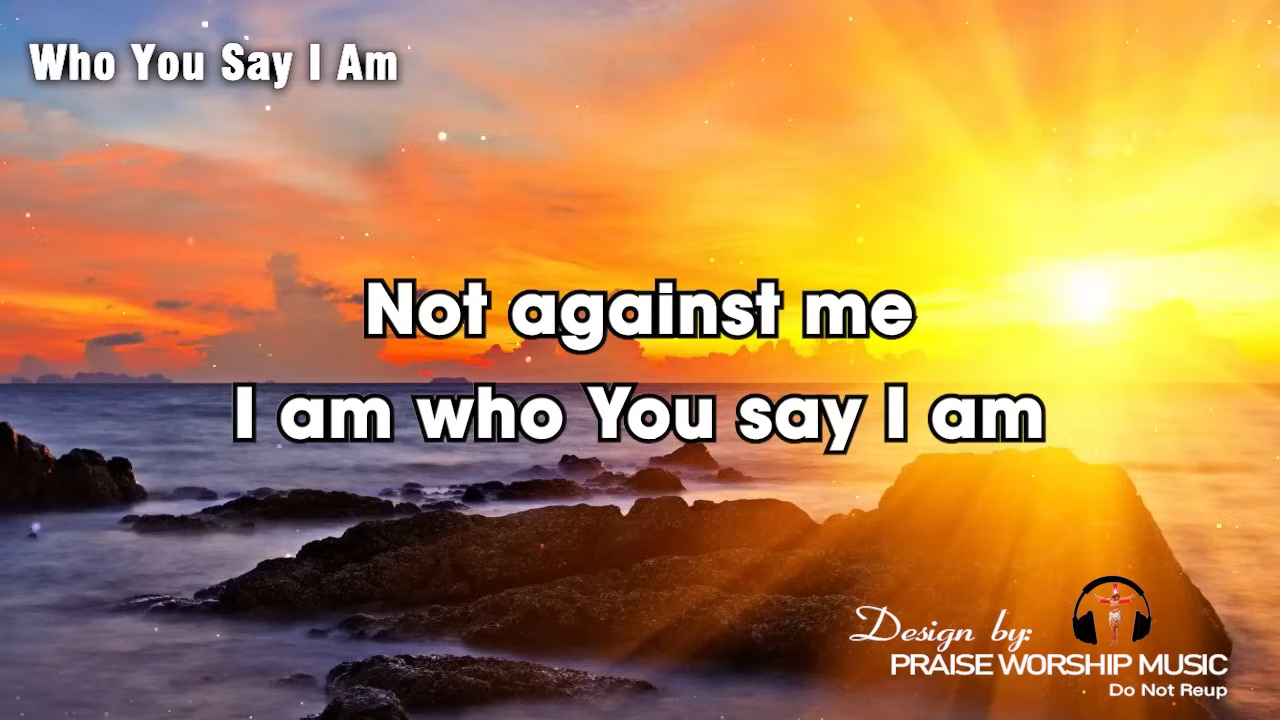 Who You Say I Am
Not against me
I am who You say I am
Design by:
PRAISE WORSHIP MUSIC
Do Not Reup